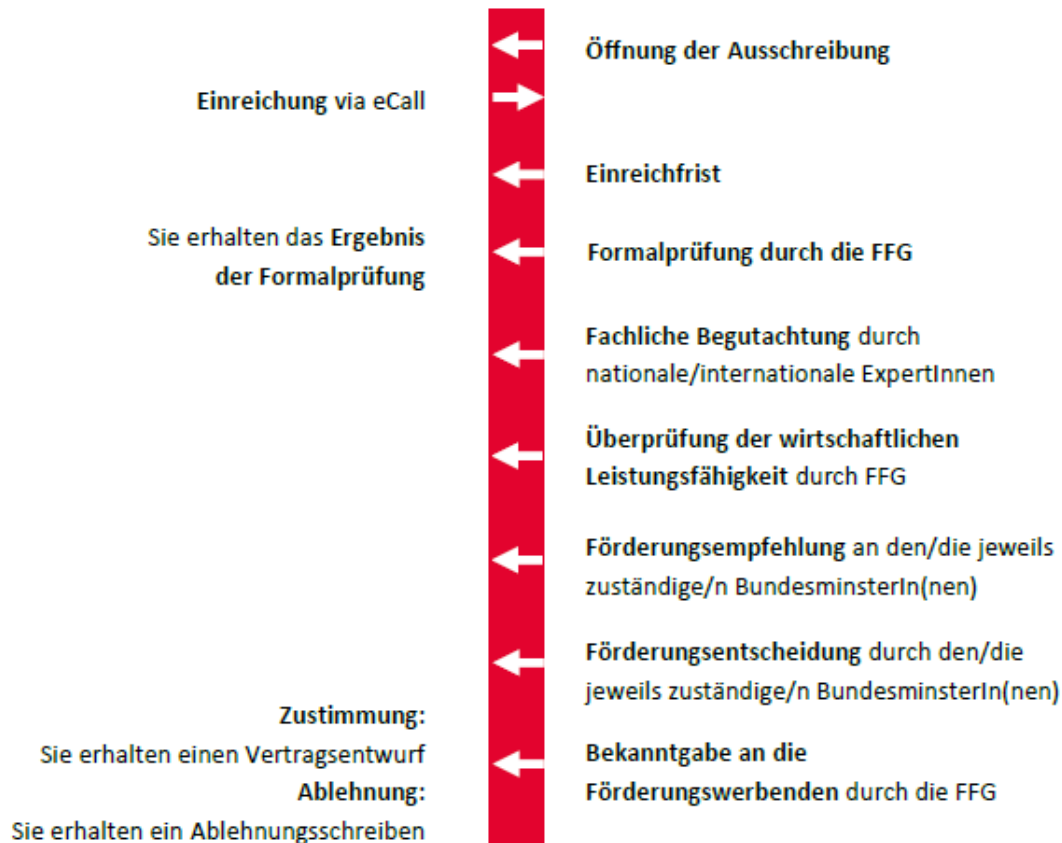 Öffnung der Ausschreibung
Einreichung via eCall
Einreichfrist
Sie erhalten das Ergebnis
der Formalprüfung
Formalprüfung durch die FFG
Fachliche Begutachtung durch
nationale/internationale ExpertInnen
Überprüfung der wirtschaftlichen
Leistungsfähigkeit durch FFG
Förderungsempfehlung an den/die jeweils
zuständige/n BundesminsterIn(nen)
Förderungsentscheidung durch den/die
jeweils zuständige/n BundesminsterIn(nen)
Zustimmung:
Sie erhalten einen Vertragsentwurf
Ablehnung:
Sie erhalten ein Ablehnungsschreiben
Bekanntgabe an die
Förderungswerbenden durch die FFG